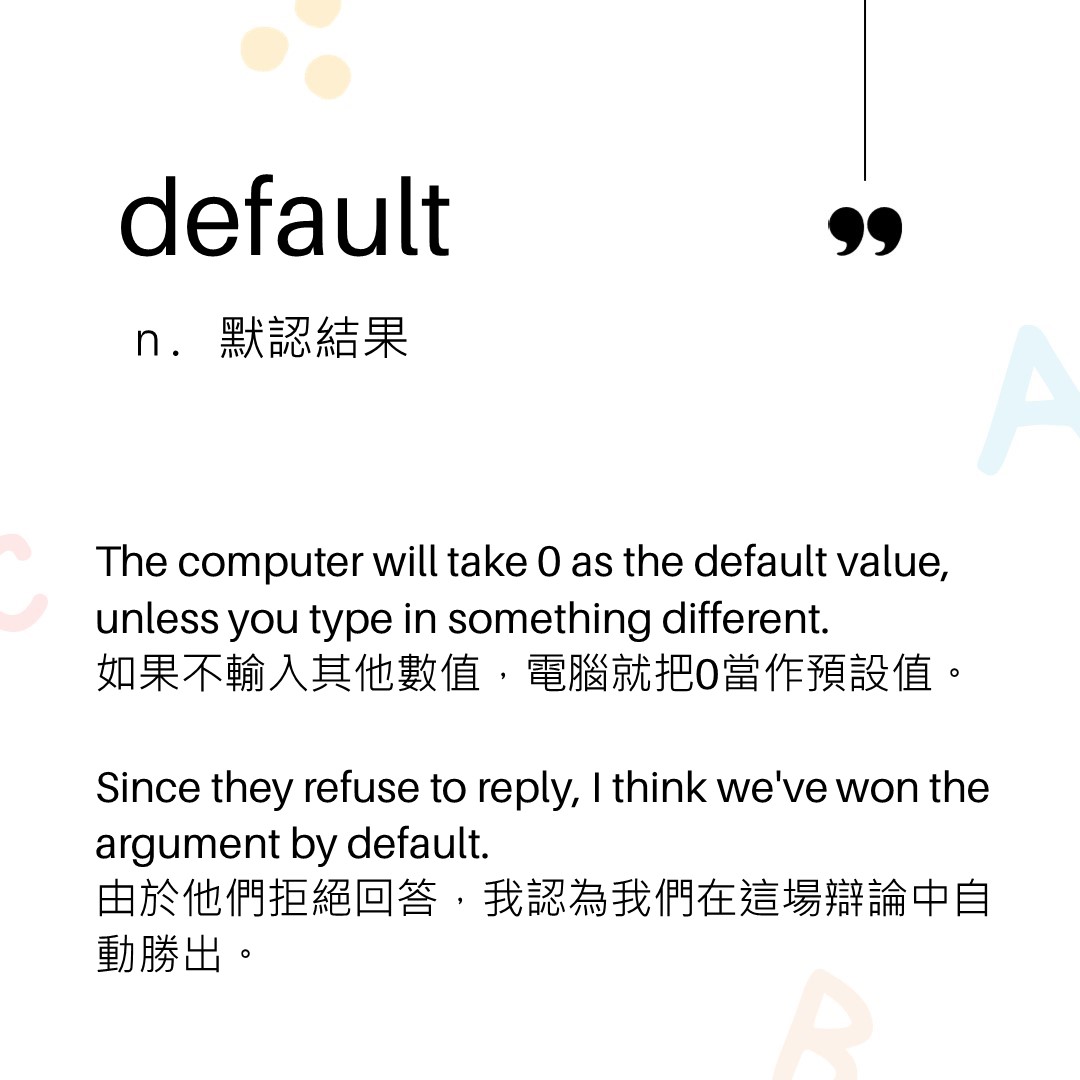 default
”
n. 默認結果
A
C
The computer will take 0 as the default value,
unless you type in something different.
如果不輸入其他數值，電腦就把0當作預設值。
Since they refuse to reply, I think we've won the
argument by default.
由於他們拒絕回答，我認為我們在這場辯論中自
動勝出。
B